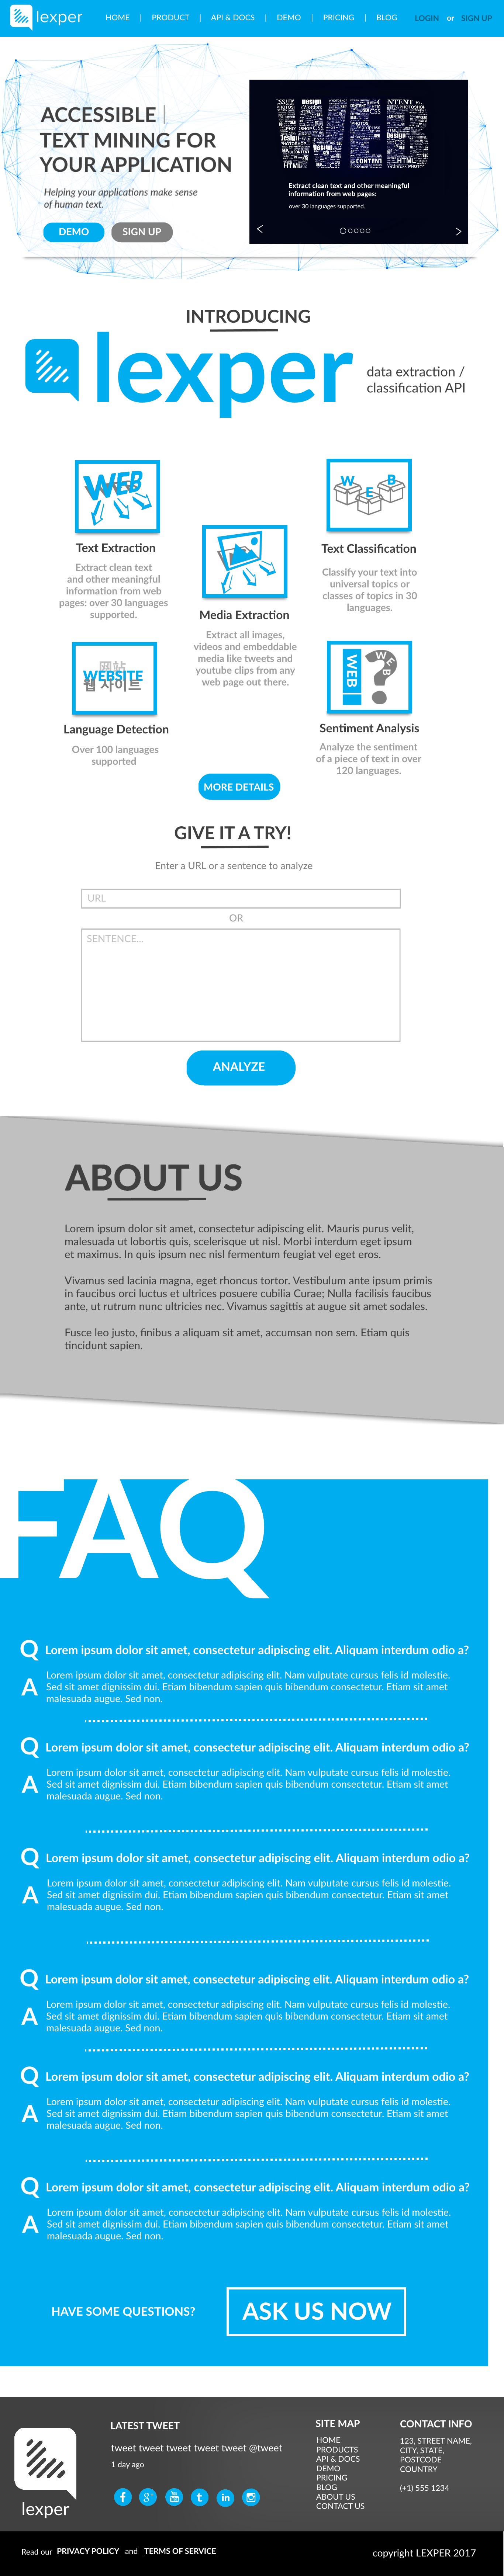 lexper
HOME | PRODUCT | API & DOCS | DEMO | PRICING | BLOG
LOGIN or SIGN UP
ACCESSIBLE |
TEXT MINING FOR
YOUR APPLICATION
Helping your applications make sense
of human text.
DEMO
SIGN UP
WEB
Extract clean text and other meaningful
information from web pages:
over 30 languages supported.
< >
INTRODUCING
lexper
data extraction /
classification API
WEB
Text Extraction
Extract clean text
and other meaningful
information from web
pages: over 30 languages
supported.
W E B
Text Classification
Classify your text into
universal topics or
classes of topics in 30
languages.
Media Extraction
Extract all images,
videos and embeddable
media like tweets and
youtube clips from any
web page out there.
网站
WEBSITE
웹 사이트
Language Detection
Over 100 languages
supported
WEB
WEB
Sentiment Analysis
Analyze the sentiment
of a piece of text in over
120 languages.
MORE DETAILS
GIVE IT A TRY!
Enter a URL or a sentence to analyze
URL
OR
SENTENCE...
ANALYZE
ABOUT US
Lorem ipsum dolor sit amet, consectetur adipiscing elit. Mauris purus velit,
malesuada ut lobortis quis, scelerisque ut nisl. Morbi interdum eget ipsum
et maximus. In quis ipsum nec nisl fermentum feugiat vel eget eros.
Vivamus sed lacinia magna, eget rhoncus tortor. Vestibulum ante ipsum primis
in faucibus orci luctus et ultrices posuere cubilia Curae; Nulla facilisis faucibus
ante, ut rutrum nunc ultricies nec. Vivamus sagittis at augue sit amet sodales.
Fusce leo justo, finibus a aliquam sit amet, accumsan non sem. Etiam quis
tincidunt sapien.
FAQ
Q Lorem ipsum dolor sit amet, consectetur adipiscing elit. Aliquam interdum odio a?
A Lorem ipsum dolor sit amet, consectetur adipiscing elit. Nam vulputate cursus felis id molestie.
Sed sit amet dignissim dui. Etiam bibendum sapien quis bibendum consectetur. Etiam sit amet
malesuada augue. Sed non.
Q Lorem ipsum dolor sit amet, consectetur adipiscing elit. Aliquam interdum odio a?
A Lorem ipsum dolor sit amet, consectetur adipiscing elit. Nam vulputate cursus felis id molestie.
Sed sit amet dignissim dui. Etiam bibendum sapien quis bibendum consectetur. Etiam sit amet
malesuada augue. Sed non.
Q Lorem ipsum dolor sit amet, consectetur adipiscing elit. Aliquam interdum odio a?
A Lorem ipsum dolor sit amet, consectetur adipiscing elit. Nam vulputate cursus felis id molestie.
Sed sit amet dignissim dui. Etiam bibendum sapien quis bibendum consectetur. Etiam sit amet
malesuada augue. Sed non.
Q Lorem ipsum dolor sit amet, consectetur adipiscing elit. Aliquam interdum odio a?
A Lorem ipsum dolor sit amet, consectetur adipiscing elit. Nam vulputate cursus felis id molestie.
Sed sit amet dignissim dui. Etiam bibendum sapien quis bibendum consectetur. Etiam sit amet
malesuada augue. Sed non.
Q Lorem ipsum dolor sit amet, consectetur adipiscing elit. Aliquam interdum odio a?
A Lorem ipsum dolor sit amet, consectetur adipiscing elit. Nam vulputate cursus felis id molestie.
Sed sit amet dignissim dui. Etiam bibendum sapien quis bibendum consectetur. Etiam sit amet
malesuada augue. Sed non.
Q Lorem ipsum dolor sit amet, consectetur adipiscing elit. Aliquam interdum odio a?
A Lorem ipsum dolor sit amet, consectetur adipiscing elit. Nam vulputate cursus felis id molestie.
Sed sit amet dignissim dui. Etiam bibendum sapien quis bibendum consectetur. Etiam sit amet
malesuada augue. Sed non.
HAVE SOME QUESTIONS?
ASK US NOW
lexper
LATEST TWEET
tweet tweet tweet tweet tweet @tweet
1 day ago
SITE MAP
HOME
PRODUCTS
API & DOCS
DEMO
PRICING
BLOG
ABOUT US
CONTACT US
CONTACT INFO
123, STREET NAME,
CITY, STATE,
POSTCODE
COUNTRY
(+1) 555 1234
Read our PRIVACY POLICY and TERMS OF SERVICE
copyright LEXPER 2017